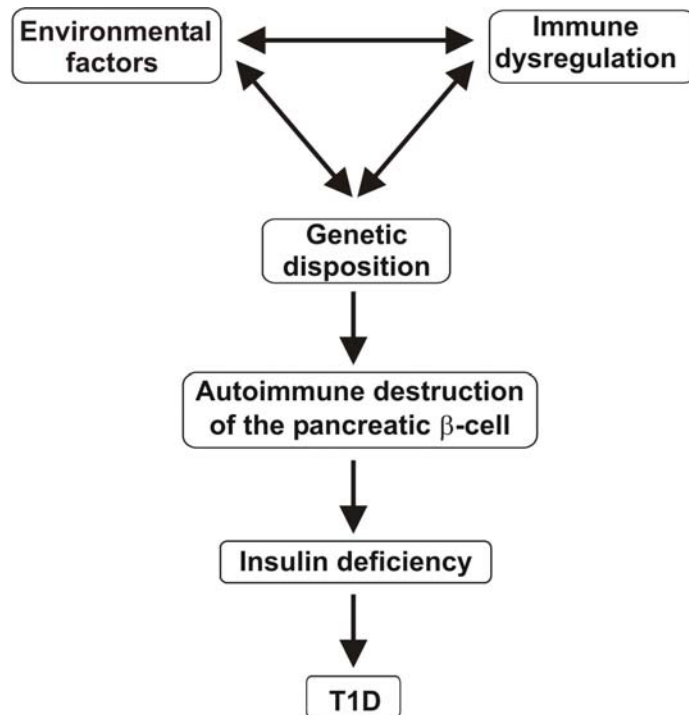 Environmental
factors
Immune
dysregulation
Genetic
disposition
Autoimmune destruction
of the pancreatic β-cell
Insulin deficiency
T1D